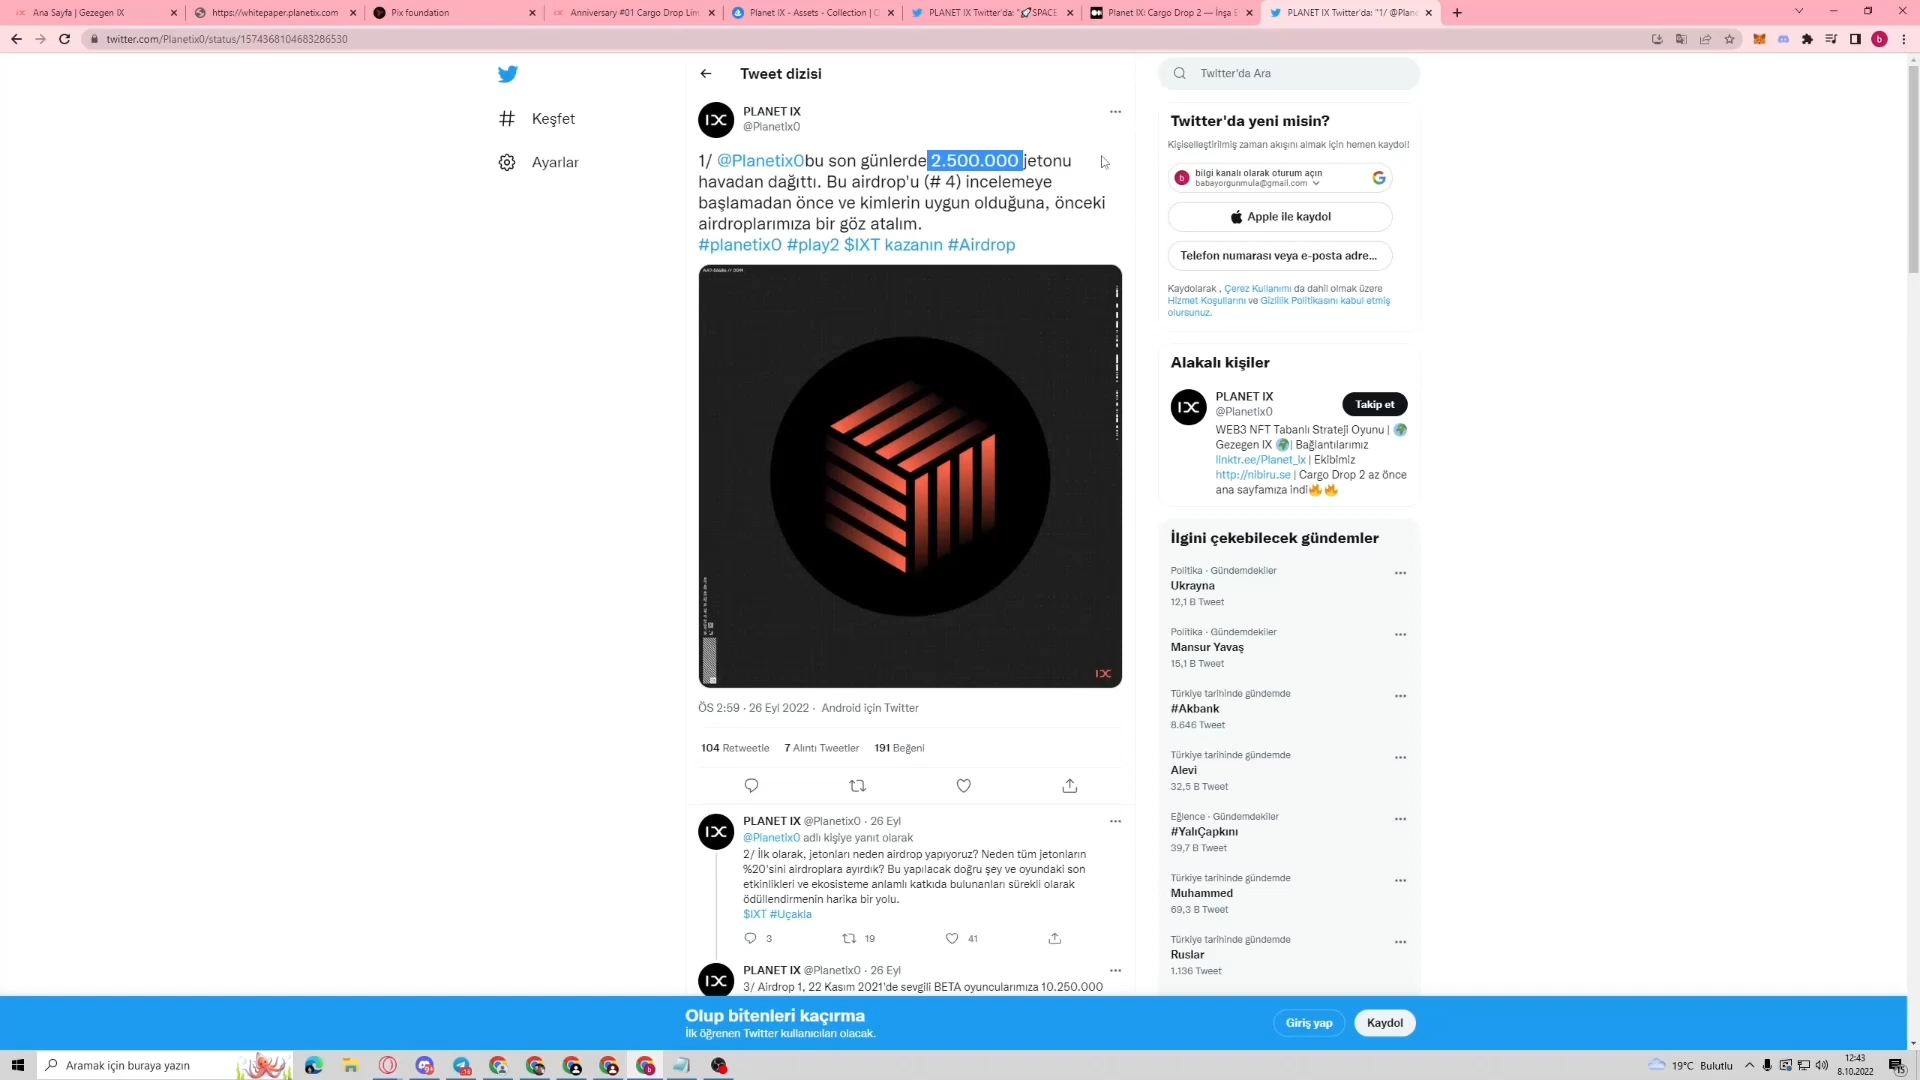 Ana Sayfa | Gezegen IX
https://whitepaper.planetix.com
Pix foundation
Anniversary #01 Cargo Drop Lim
Planet IX - Assets - Collection | O
PLANET IX Twitter'da: "🚀SPACE
Planet IX: Cargo Drop 2 — İnşa E
PLANET IX Twitter'da: "1/ @Plane
twitter.com/Planetix0/status/1574368104683286530
b
Keşfet
Ayarlar
Tweet dizisi
PLANET IX
@Planetix0
1/ @Planetix0bu son günlerde 2.500.000 jetonu
havadan dağıttı. Bu airdrop'u (# 4) incelemeye
başlamadan önce ve kimlerin uygun olduğuna, önceki
airdroplarımıza bir göz atalım.
#planetix0 #play2 $IXT kazanın #Airdrop
IX
ÖS 2:59 · 26 Eyl 2022 · Android için Twitter
104 Retweetle 7 Alıntı Tweetler 191 Beğeni
PLANET IX @Planetix0 · 26 Eyl
@Planetix0 adlı kişiye yanıt olarak
2/ İlk olarak, jetonları neden airdrop yapıyoruz? Neden tüm jetonların
%20'sini airdroplara ayırdık? Bu yapılacak doğru şey ve oyundaki son
etkinlikleri ve ekosisteme anlamlı katkıda bulunanları sürekli olarak
ödüllendirmenin harika bir yolu.
$IXT #Uçakla
3 19 41
PLANET IX @Planetix0 · 26 Eyl
3/ Airdrop 1, 22 Kasım 2021'de sevgili BETA oyuncularımıza 10.250.000
Twitter'da Ara
Twitter'da yeni misin?
Kişiselleştirilmiş zaman akışını almak için hemen kaydol!
b
bilgi kanalı olarak oturum açın
babayorgunmula@gmail.com
Apple ile kaydol
Telefon numarası veya e-posta adre...
Kaydolarak , Çerez Kullanımı da dahil olmak üzere
Hizmet Koşullarını ve Gizlilik Politikasını kabul etmiş
olursunuz.
Alakalı kişiler
PLANET IX
@Planetix0
Takip et
WEB3 NFT Tabanlı Strateji Oyunu | 🌍
Gezegen IX 🌍| Bağlantılarımız
linktr.ee/Planet_ix | Ekibimiz
http://nibiru.se | Cargo Drop 2 az önce
ana sayfamıza indi🔥🔥
İlgini çekebilecek gündemler
Politika · Gündemdekiler
Ukrayna
12,1 B Tweet
Politika · Gündemdekiler
Mansur Yavaş
15,1 B Tweet
Türkiye tarihinde gündemde
#Akbank
8.646 Tweet
Türkiye tarihinde gündemde
Alevi
32,5 B Tweet
Eğlence · Gündemdekiler
#YalıÇapkını
39,7 B Tweet
Türkiye tarihinde gündemde
Muhammed
69,3 B Tweet
Türkiye tarihinde gündemde
Ruslar
1.136 Tweet
Olup bitenleri kaçırma
İlk öğrenen Twitter kullanıcıları olacak.
Giriş yap
Kaydol
Aramak için buraya yazın
19°C Bulutlu
12:43
8.10.2022
15